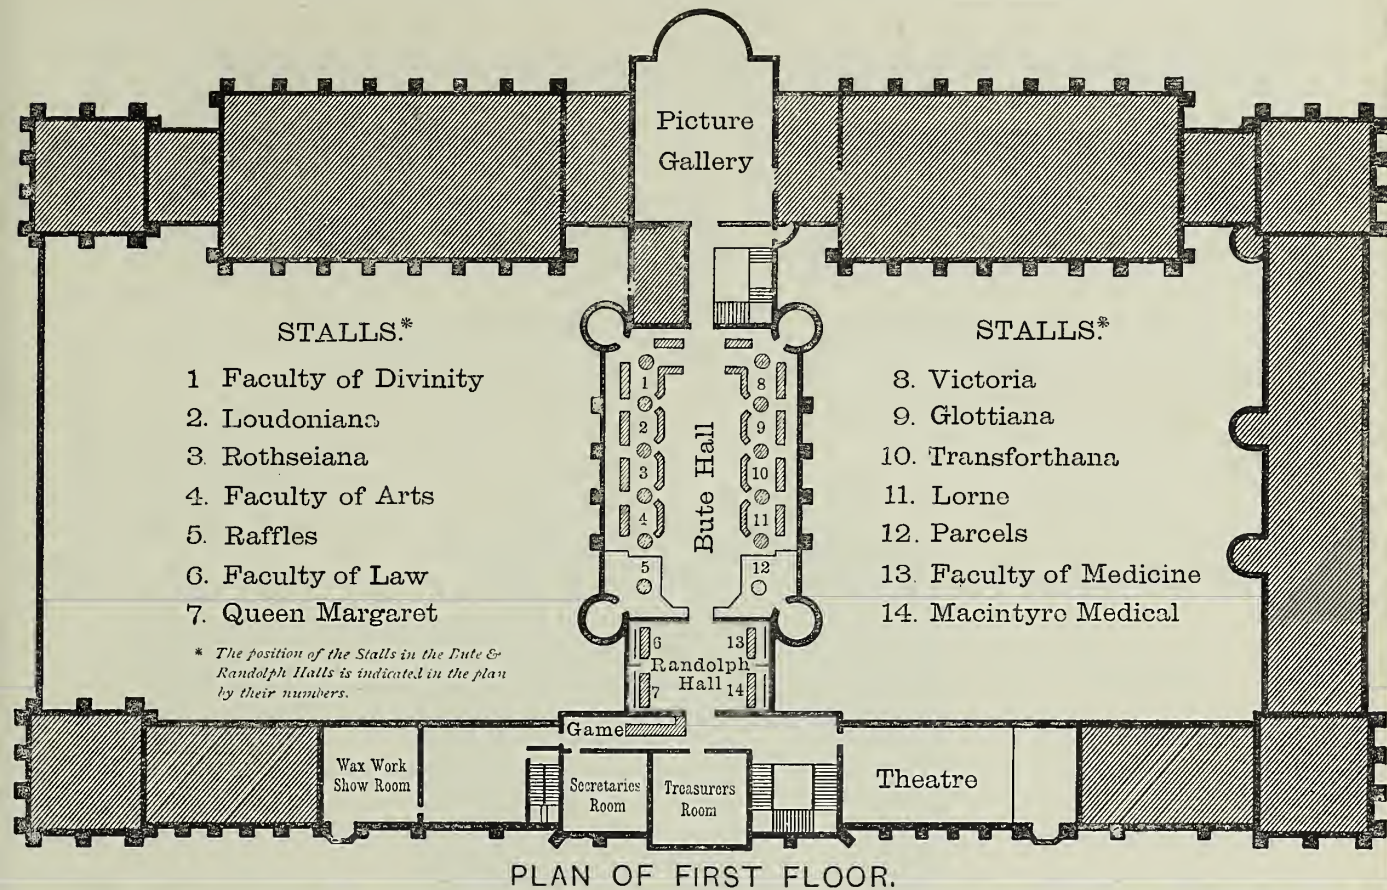 Picture
Gallery
STALLS.*
1 Faculty of Divinity
2. Loudoniana
3. Rothseiana
4. Faculty of Arts
5. Raffles
6. Faculty of Law
7. Queen Margaret
* The position of the Stalls in the Bute &
Randolph Halls is indicated in the plan
by their numbers.
1
2
3
4
5
Bute Hall
8
9
10
11
12
STALLS.*
8. Victoria
9. Glottiana
10. Transforthana
11. Lorne
12. Parcels
13. Faculty of Medicine
14. Macintyre Medical
6 13
Randolph
Hall
7 14
Game
Wax Work
Show Room
Secretaries
Room
Treasurers
Room
Theatre
PLAN OF FIRST FLOOR.